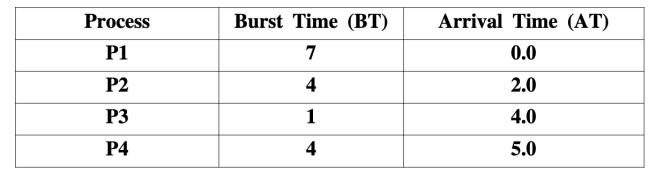 Process Burst Time (BT) Arrival Time (AT)
P1 7 0.0
P2 4 2.0
P3 1 4.0
P4 4 5.0